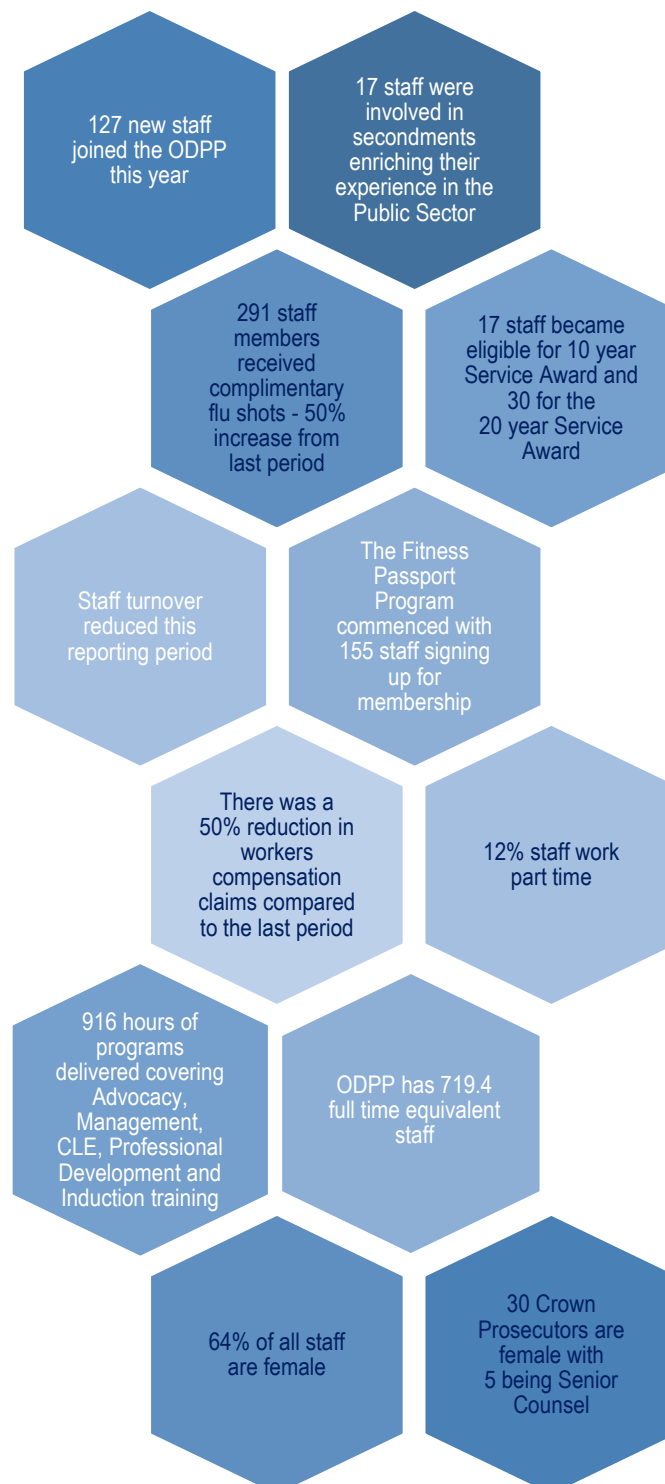 127 new staff
joined the ODPP
this year
17 staff were
involved in
secondments
enriching their
experience in the
Public Sector
291 staff
members
received
complimentary
flu shots - 50%
increase from
last period
17 staff became
eligible for 10 year
Service Award and
30 for the
20 year Service
Award
Staff turnover
reduced this
reporting period
The Fitness
Passport
Program
commenced with
155 staff signing
up for
membership
There was a
50% reduction in
workers
compensation
claims compared
to the last period
12% staff work
part time
916 hours of
programs
delivered covering
Advocacy,
Management,
CLE, Professional
Development and
Induction training
ODPP has 719.4
full time equivalent
staff
64% of all staff
are female
30 Crown
Prosecutors are
female with
5 being Senior
Counsel